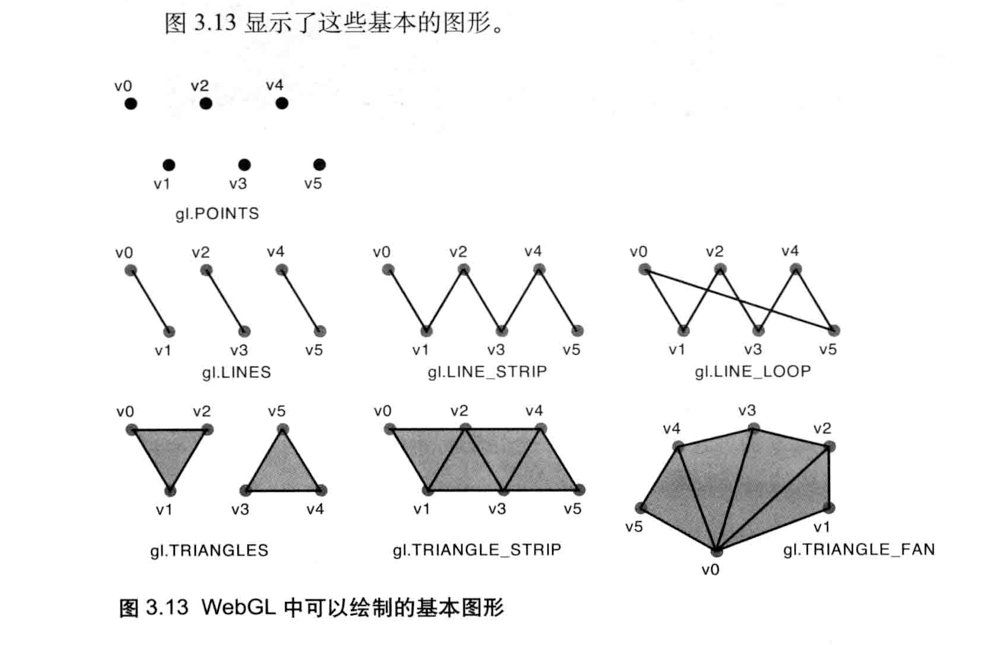 图 3.13 显示了这些基本的图形。
v0 v2 v4
v1 v3 v5
gl.POINTS
v0 v2 v4 v0 v2 v4 v0 v2 v4
v1 v3 v5 v1 v3 v5 v1 v3 v5
gl.LINES gl.LINE_STRIP gl.LINE_LOOP
v0 v2 v5 v0 v2 v4 v4 v3 v2
v1 v3 v4 v1 v3 v5 v5 v1
gl.TRIANGLES gl.TRIANGLE_STRIP gl.TRIANGLE_FAN
v0
图 3.13 WebGL 中可以绘制的基本图形